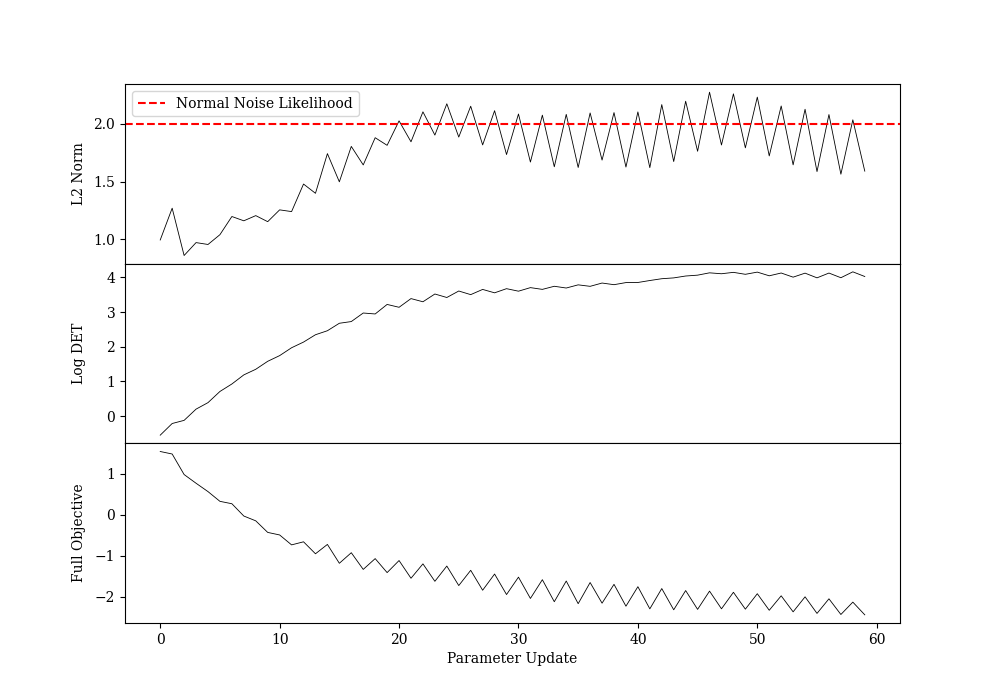 Normal Noise Likelihood
2.0
1.5
1.0
L2 Norm
4
3
2
1
0
Log DET
1
0
−1
−2
Full Objective
0 10 20 30 40 50 60
Parameter Update